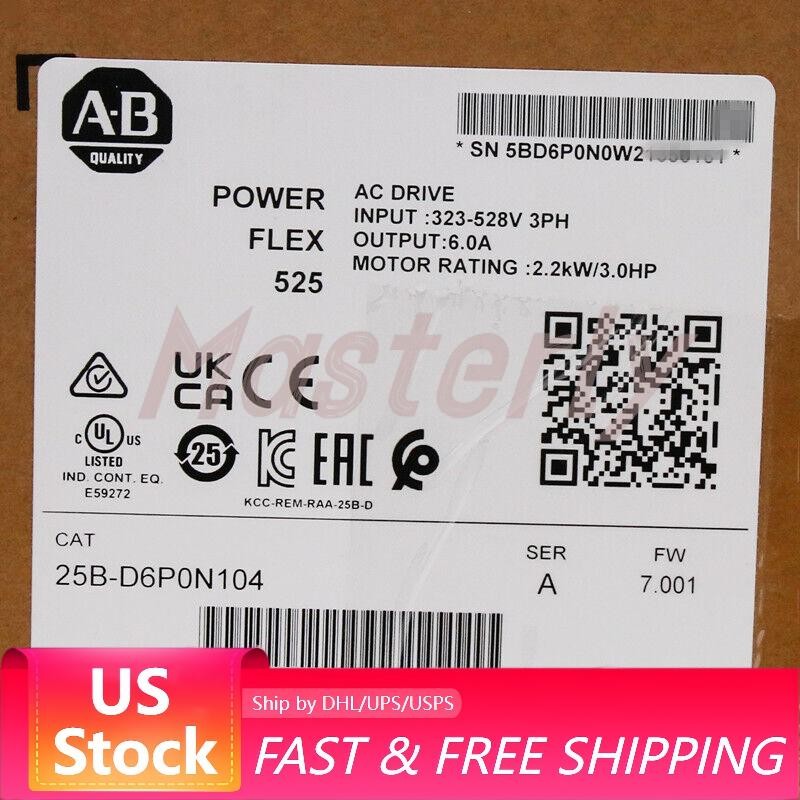 A-B
QUALITY
* SN 5BD6P0N0W2 *
POWER
FLEX
525
AC DRIVE
INPUT :323-528V 3PH
OUTPUT:6.0A
MOTOR RATING :2.2kW/3.0HP
Masterly
UK
CA
CE
C UL US
LISTED
IND. CONT. EQ.
E59272
25
KC
EAC
KCC-REM-RAA-25B-D
CAT
25B-D6P0N104
SER
A
FW
7.001
US
Stock
Ship by DHL/UPS/USPS
FAST & FREE SHIPPING